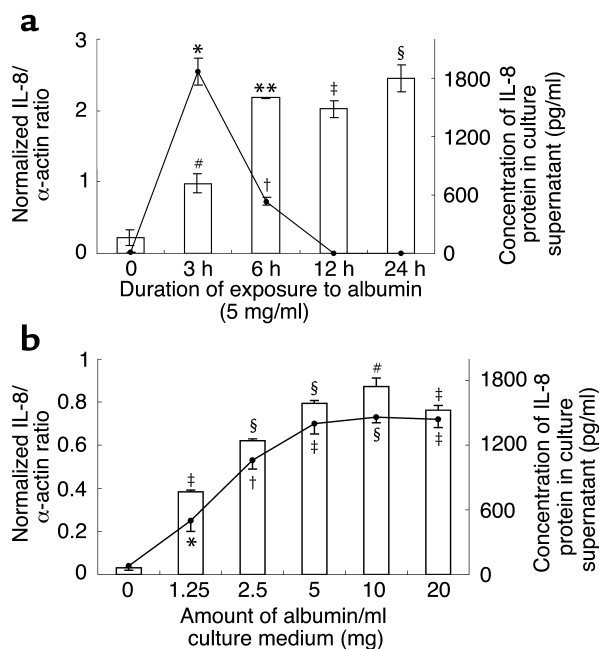 a
3
2
1
0
Normalized IL-8/
α-actin ratio
*
#
**
†
‡
§
1800
1200
600
0
Concentration of IL-8
protein in culture
supernatant (pg/ml)
0 3 h 6 h 12 h 24 h
Duration of exposure to albumin
(5 mg/ml)
b
1
0.8
0.6
0.4
0.2
0
Normalized IL-8/
α-actin ratio
‡
*
§
†
§
‡
#
§
‡
‡
1800
1200
600
0
Concentration of IL-8
protein in culture
supernatant (pg/ml)
0 1.25 2.5 5 10 20
Amount of albumin/ml
culture medium (mg)